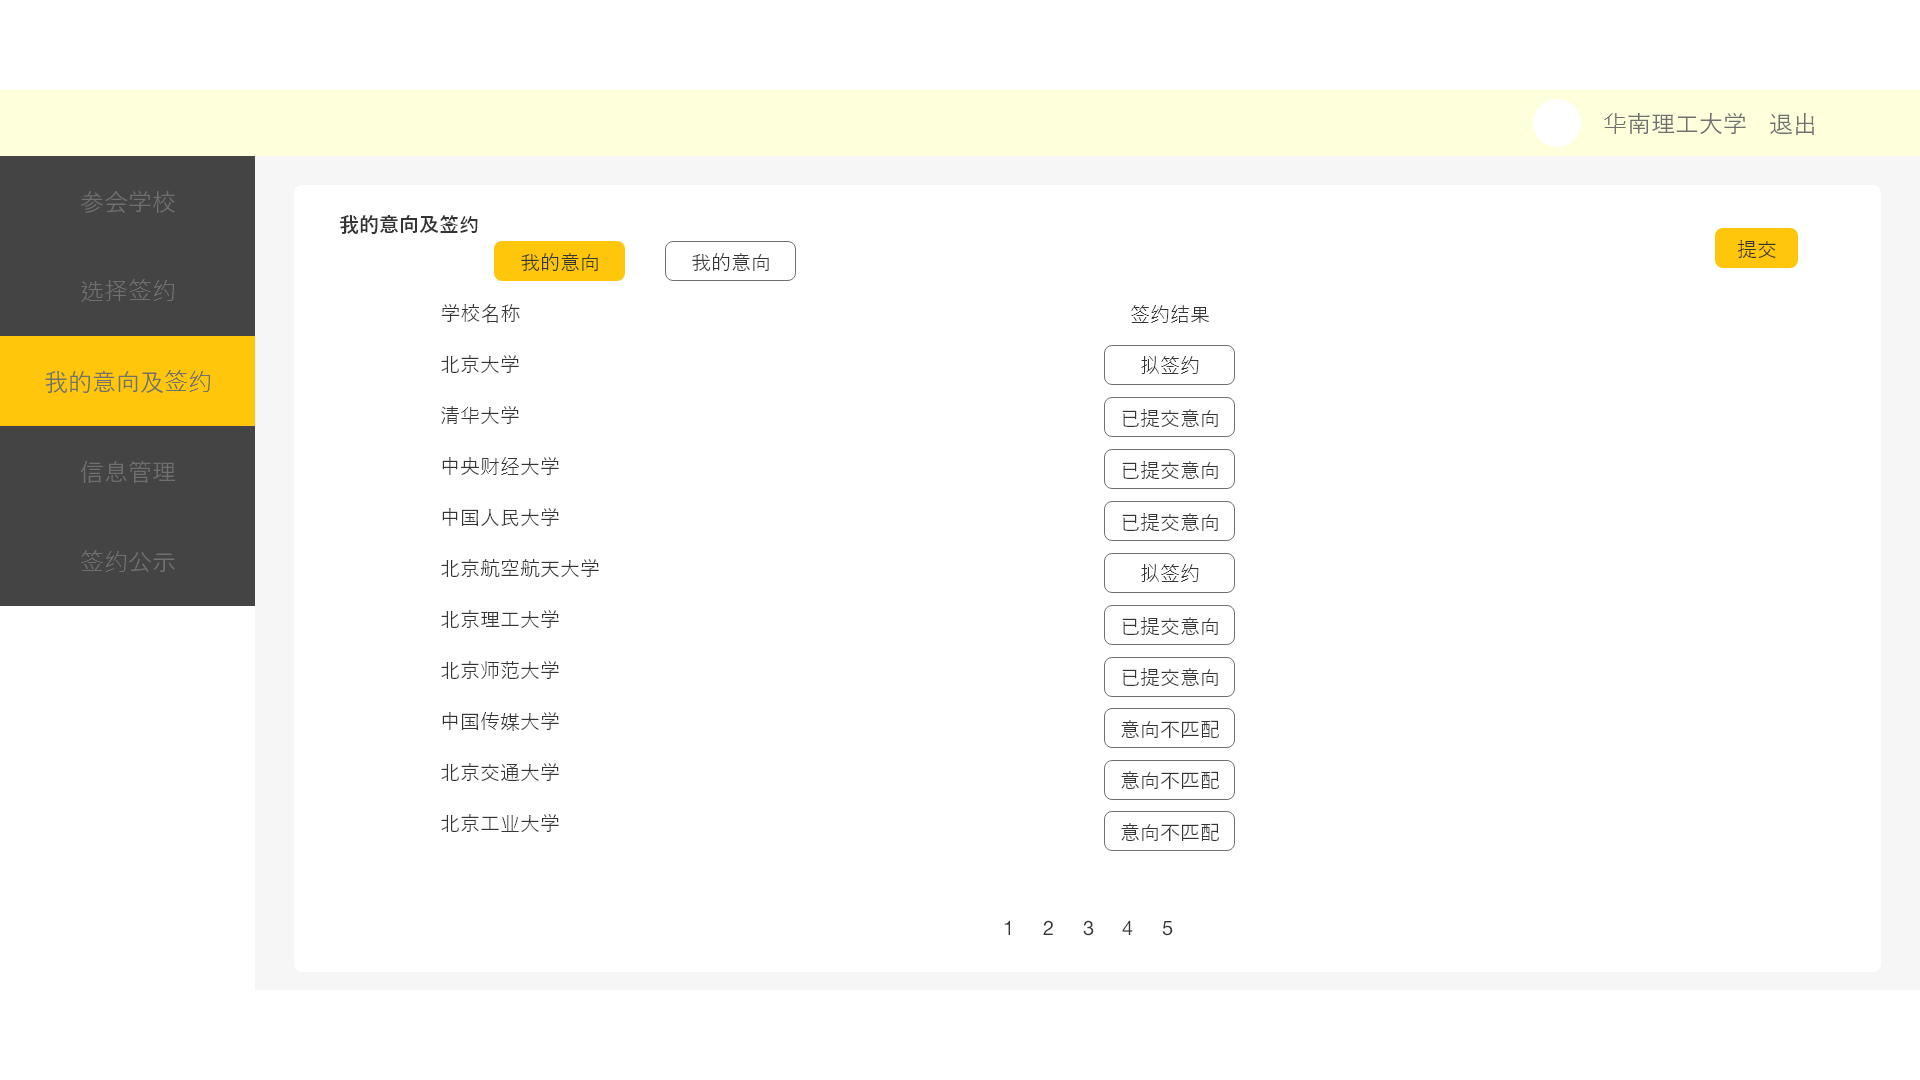 华南理工大学 退出
参会学校
选择签约
我的意向及签约
信息管理
签约公示
我的意向及签约
我的意向 我的意向
提交
学校名称 签约结果
北京大学 拟签约
清华大学 已提交意向
中央财经大学 已提交意向
中国人民大学 已提交意向
北京航空航天大学 拟签约
北京理工大学 已提交意向
北京师范大学 已提交意向
中国传媒大学 意向不匹配
北京交通大学 意向不匹配
北京工业大学 意向不匹配
1 2 3 4 5